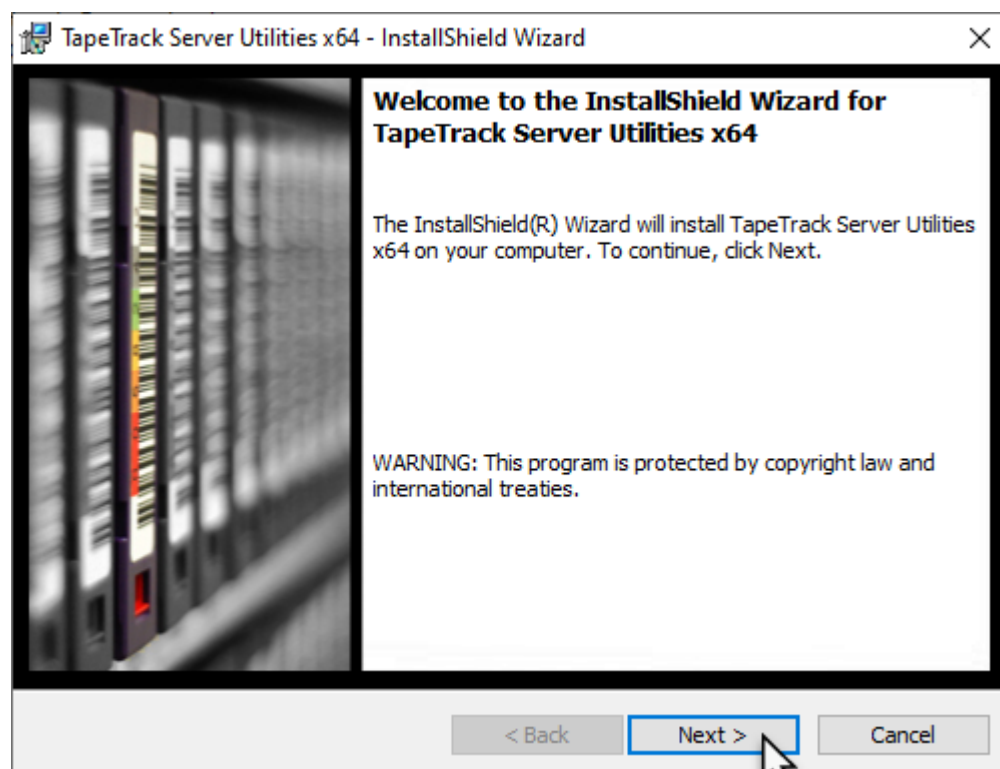 TapeTrack Server Utilities x64 - InstallShield Wizard
Welcome to the InstallShield Wizard for
TapeTrack Server Utilities x64
The InstallShield(R) Wizard will install TapeTrack Server Utilities
x64 on your computer. To continue, click Next.
WARNING: This program is protected by copyright law and
international treaties.
< Back
Next >
Cancel